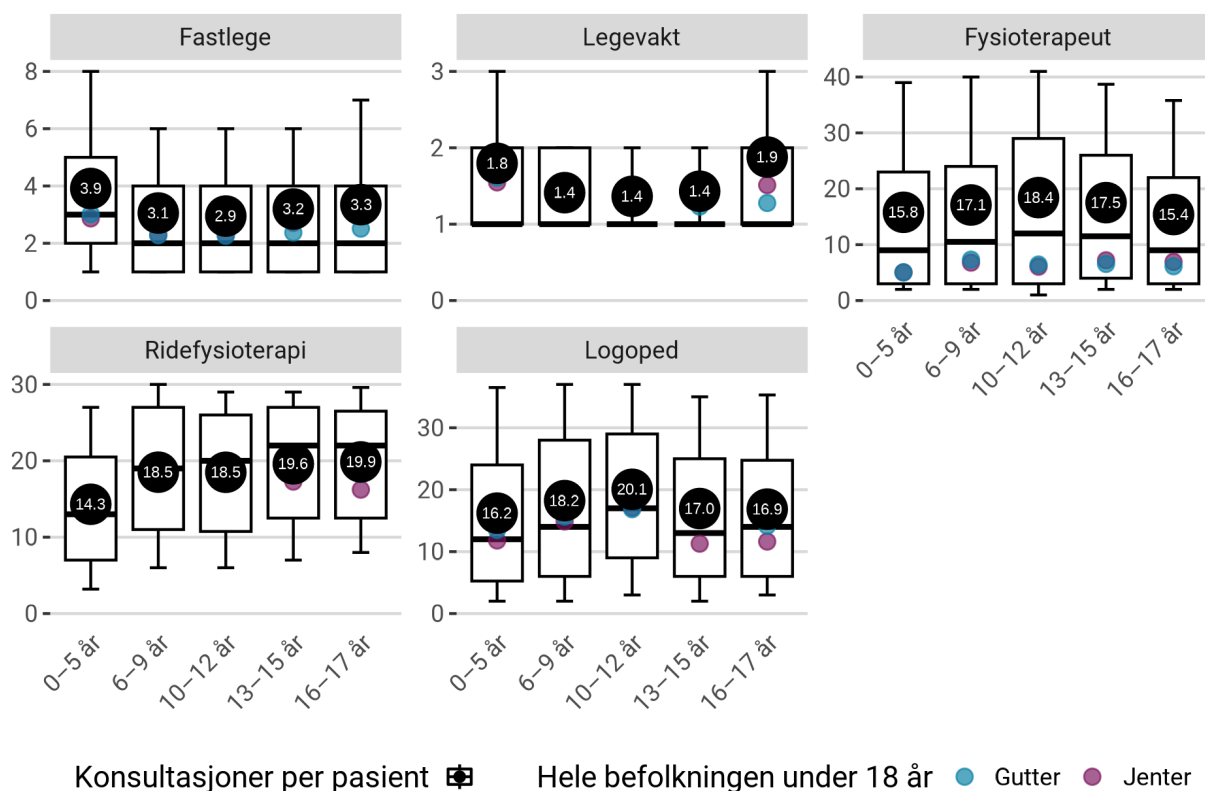 Fastlege
Legevakt
Fysioterapeut
8
6
4
2
0
3.9
3.1
2.9
3.2
3.3
3
2
1
0
1.8
1.4
1.4
1.4
1.9
40
30
20
10
0
15.8
17.1
18.4
17.5
15.4
0–5 år
6–9 år
10–12 år
13–15 år
16–17 år
Ridefysioterapi
Logoped
30
20
10
0
14.3
18.5
18.5
19.6
19.9
0–5 år
6–9 år
10–12 år
13–15 år
16–17 år
30
20
10
0
16.2
18.2
20.1
17.0
16.9
0–5 år
6–9 år
10–12 år
13–15 år
16–17 år
Konsultasjoner per pasient
Hele befolkningen under 18 år
Gutter
Jenter